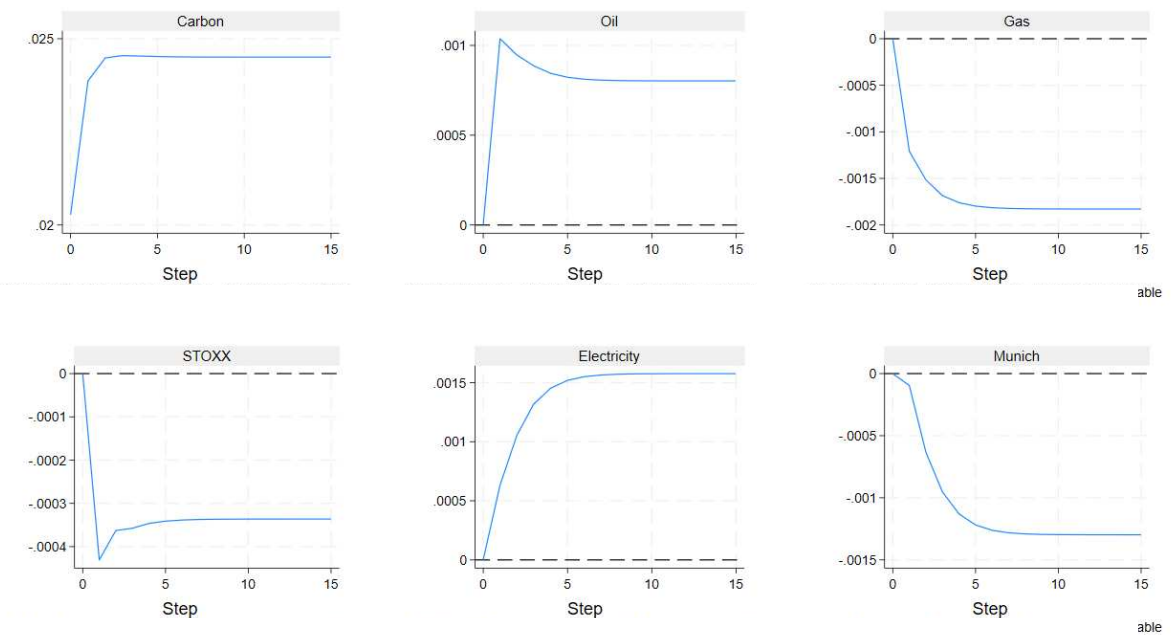 Carbon
.025
.02
0 5 10 15
Step
Oil
.001
.0005
0
0 5 10 15
Step
Gas
0
-.0005
-.001
-.0015
-.002
0 5 10 15
Step
able
STOXX
0
-.0001
-.0002
-.0003
-.0004
0 5 10 15
Step
Electricity
.0015
.001
.0005
0
0 5 10 15
Step
Munich
0
-.0005
-.001
-.0015
0 5 10 15
Step
able